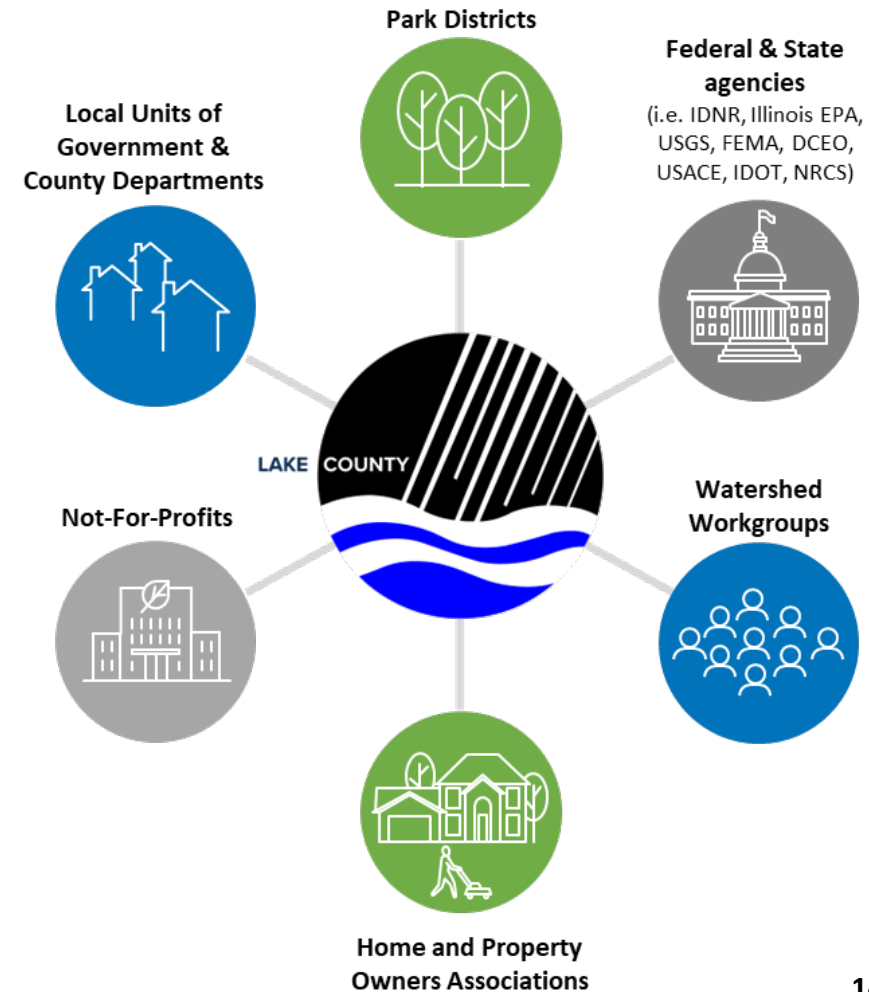 Park Districts
Federal & State
agencies
(i.e. IDNR, Illinois EPA,
USGS, FEMA, DCEO,
USACE, IDOT, NRCS)
Local Units of
Government &
County Departments
LAKE COUNTY
Not-For-Profits
Watershed
Workgroups
Home and Property
Owners Associations